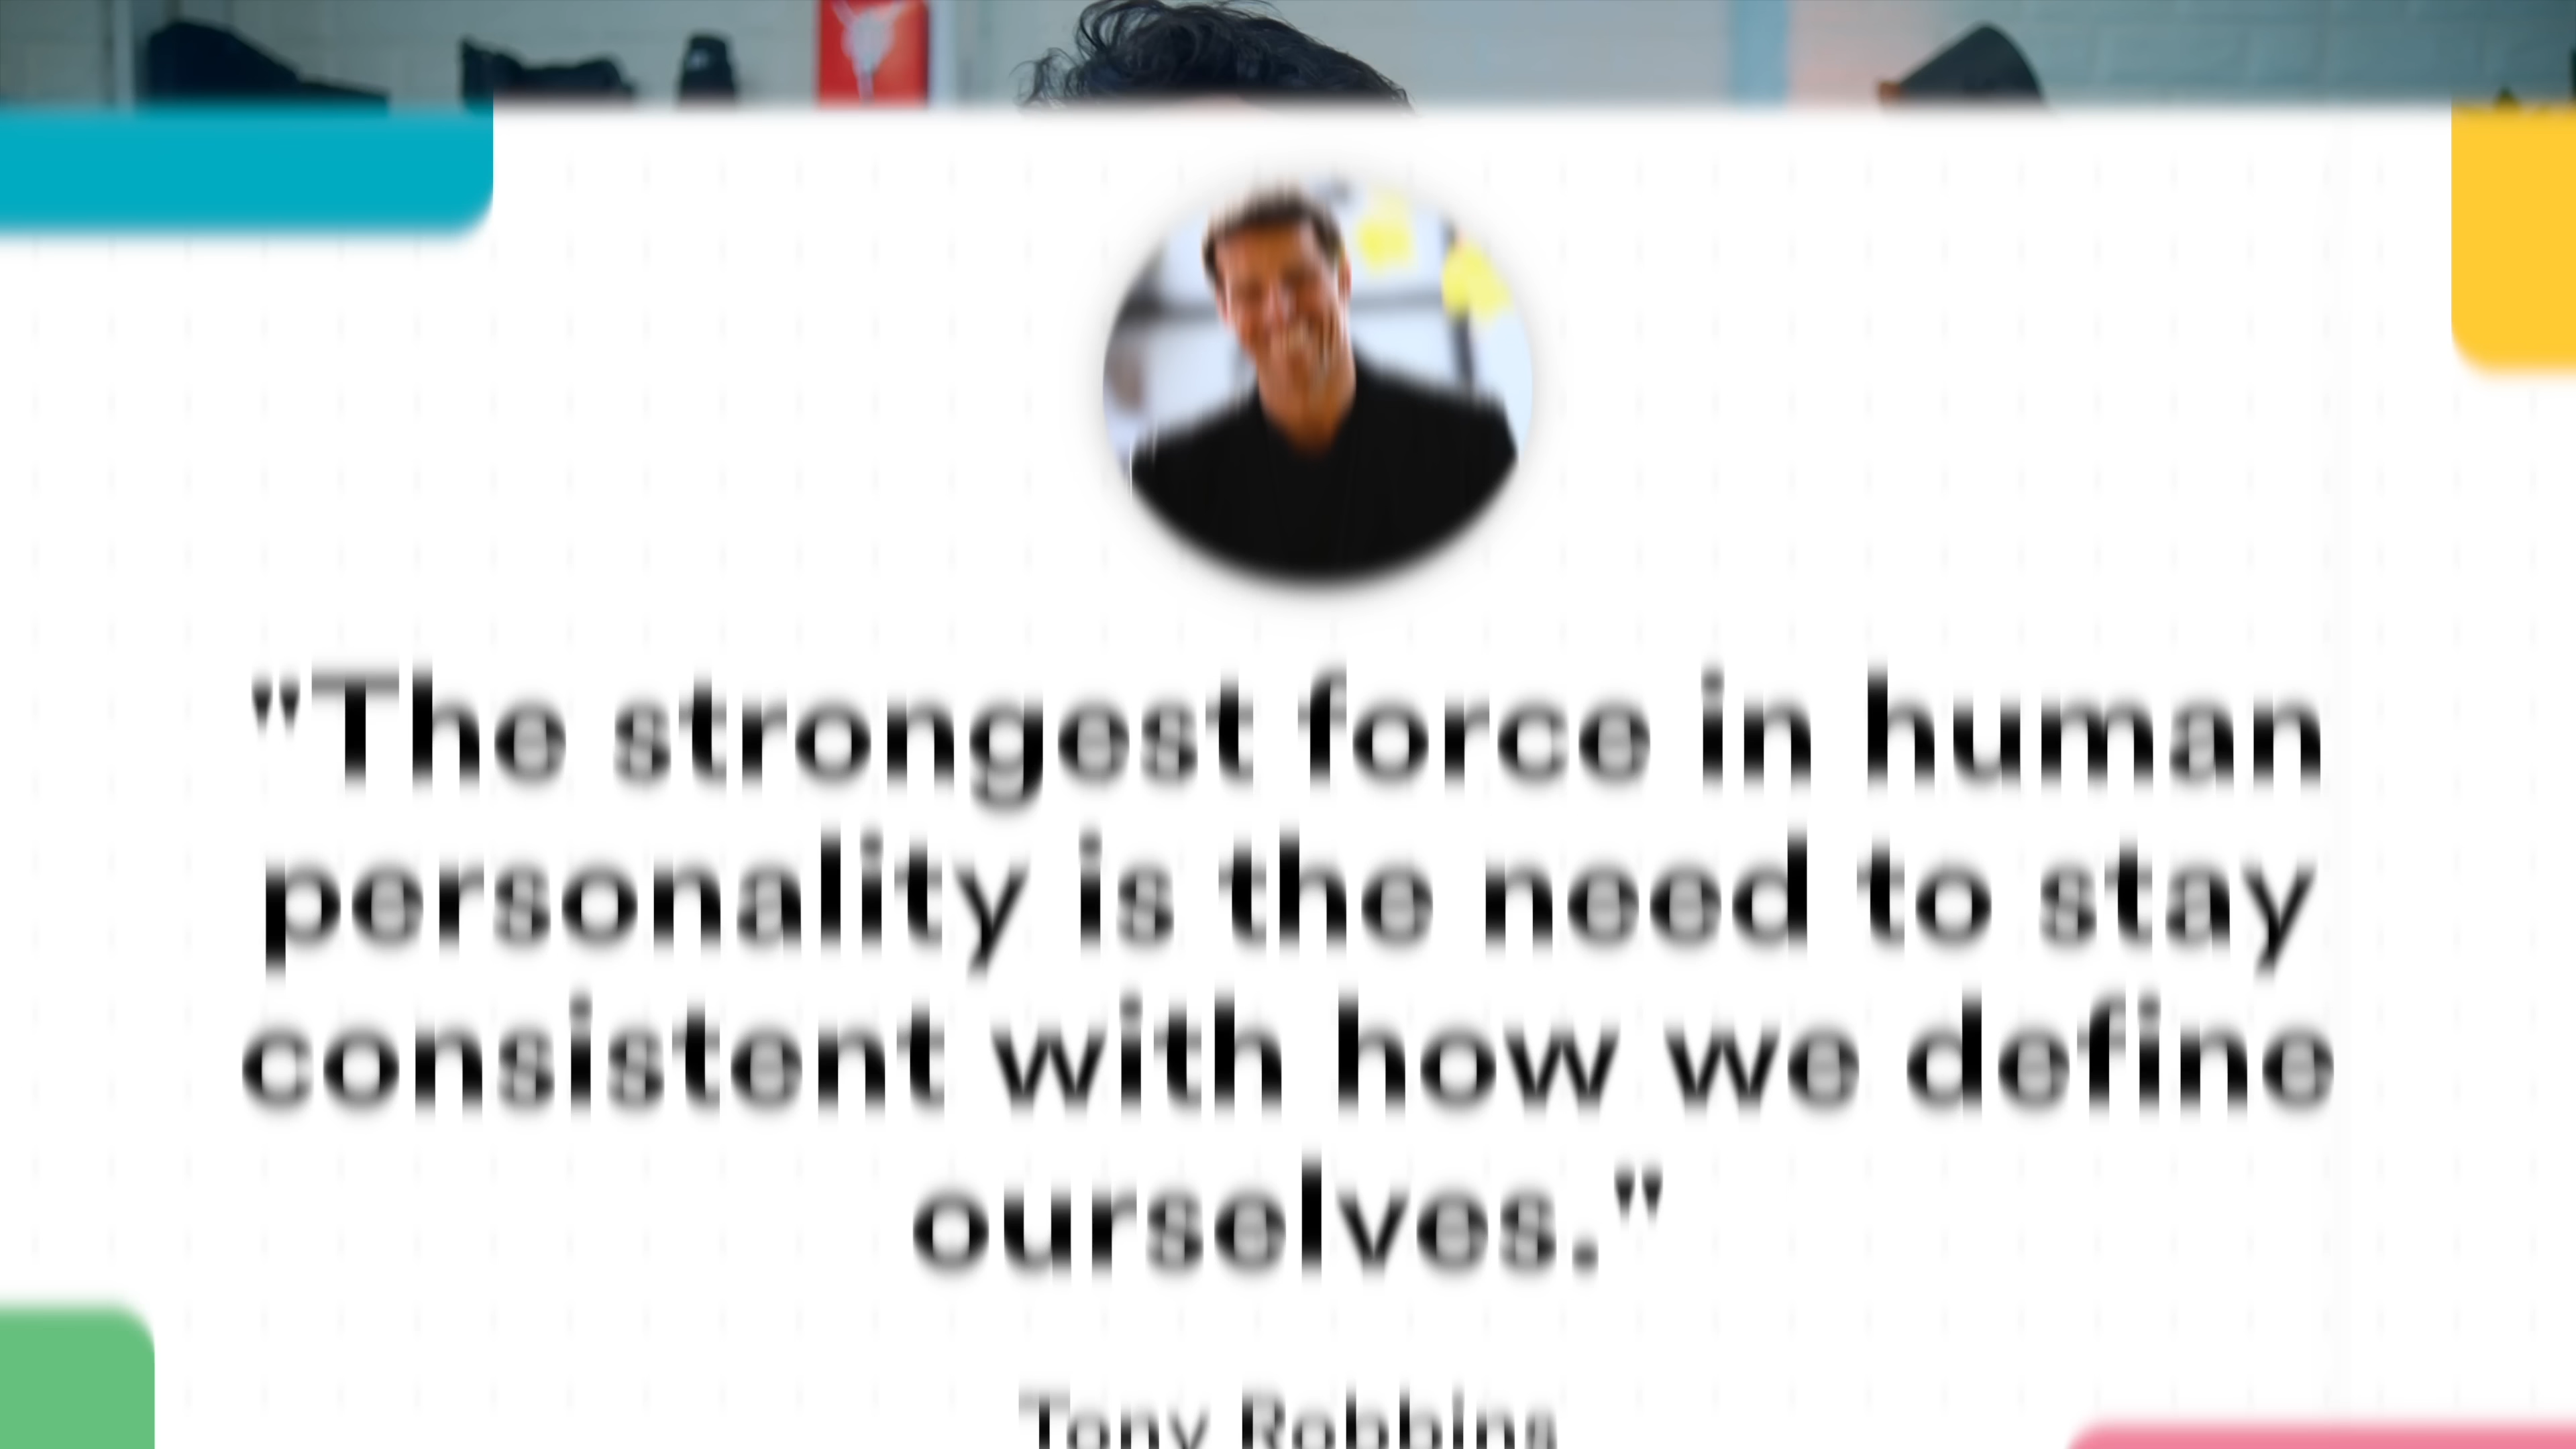 "The strongest force in human
personality is the need to stay
consistent with how we define
ourselves."
Tony Robbins